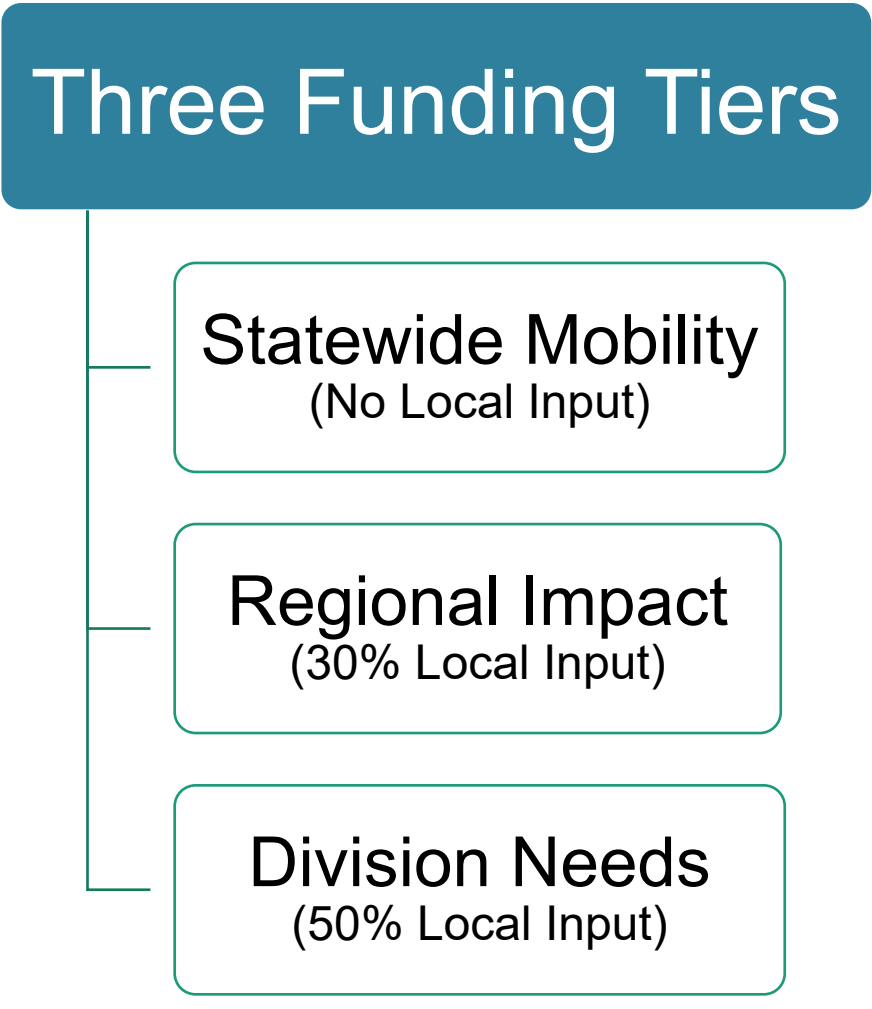 Three Funding Tiers
Statewide Mobility
(No Local Input)
Regional Impact
(30% Local Input)
Division Needs
(50% Local Input)